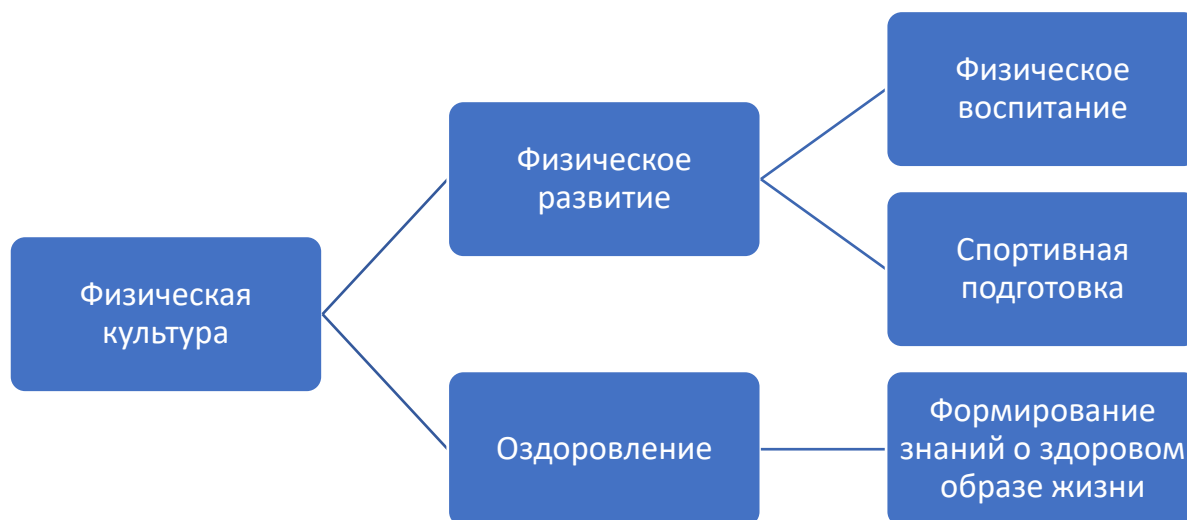 Физическая
культура
Физическое
развитие
Физическое
воспитание
Спортивная
подготовка
Оздоровление
Формирование
знаний о здоровом
образе жизни